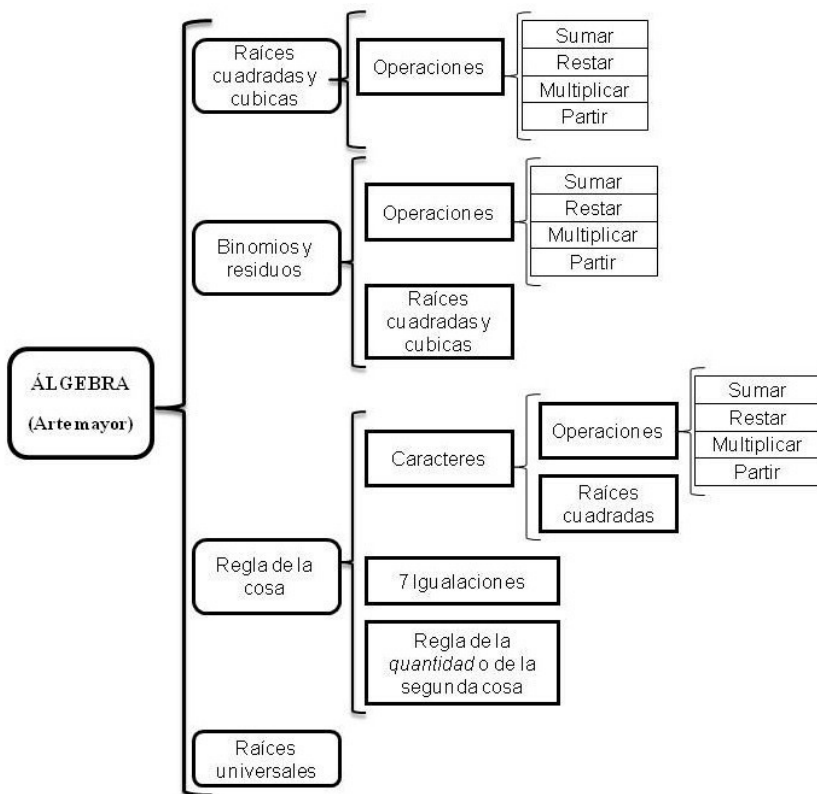 ÁLGEBRA
(Arte mayor)
Raíces
cuadradas y
cubicas
Operaciones
Sumar
Restar
Multiplicar
Partir
Binomios y
residuos
Operaciones
Sumar
Restar
Multiplicar
Partir
Raíces
cuadradas y
cubicas
Regla de la
cosa
Caracteres
Operaciones
Sumar
Restar
Multiplicar
Partir
Raíces
cuadradas
7 Igualaciones
Regla de la
quantidad o de la
segunda cosa
Raíces
universales